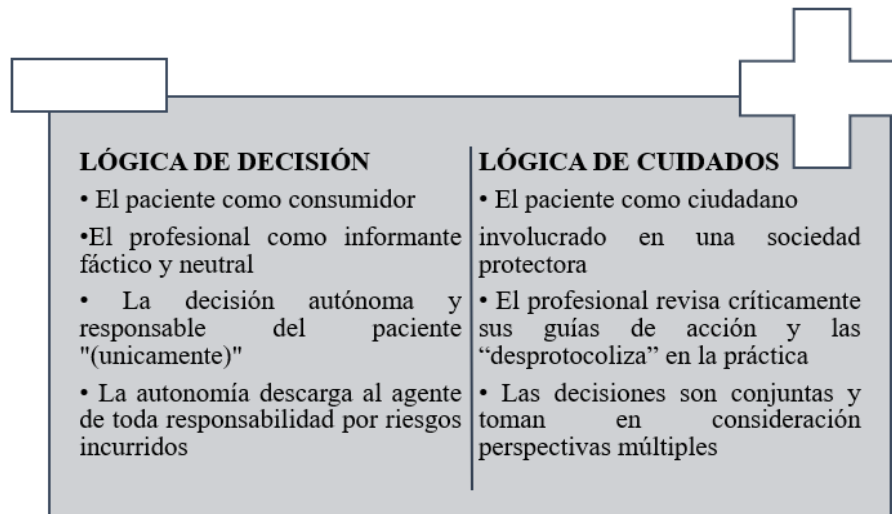 LÓGICA DE DECISIÓN
• El paciente como consumidor
•El profesional como informante
fáctico y neutral
• La decisión autónoma y
responsable del paciente
"(unicamente)"
• La autonomía descarga al agente
de toda responsabilidad por riesgos
incurridos
LÓGICA DE CUIDADOS
• El paciente como ciudadano
involucrado en una sociedad
protectora
• El profesional revisa críticamente
sus guías de acción y las
“desprotocoliza” en la práctica
• Las decisiones son conjuntas y
toman en consideración
perspectivas múltiples